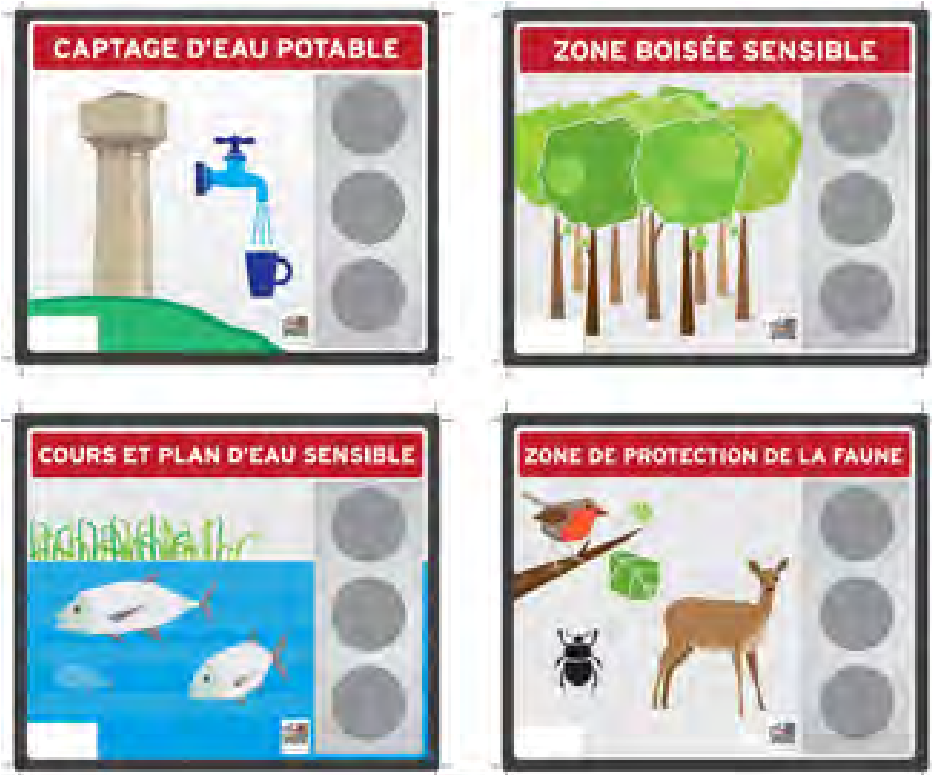 CAPTAGE D'EAU POTABLE
ZONE BOISÉE SENSIBLE
COURS ET PLAN D'EAU SENSIBLE
ZONE DE PROTECTION DE LA FAUNE